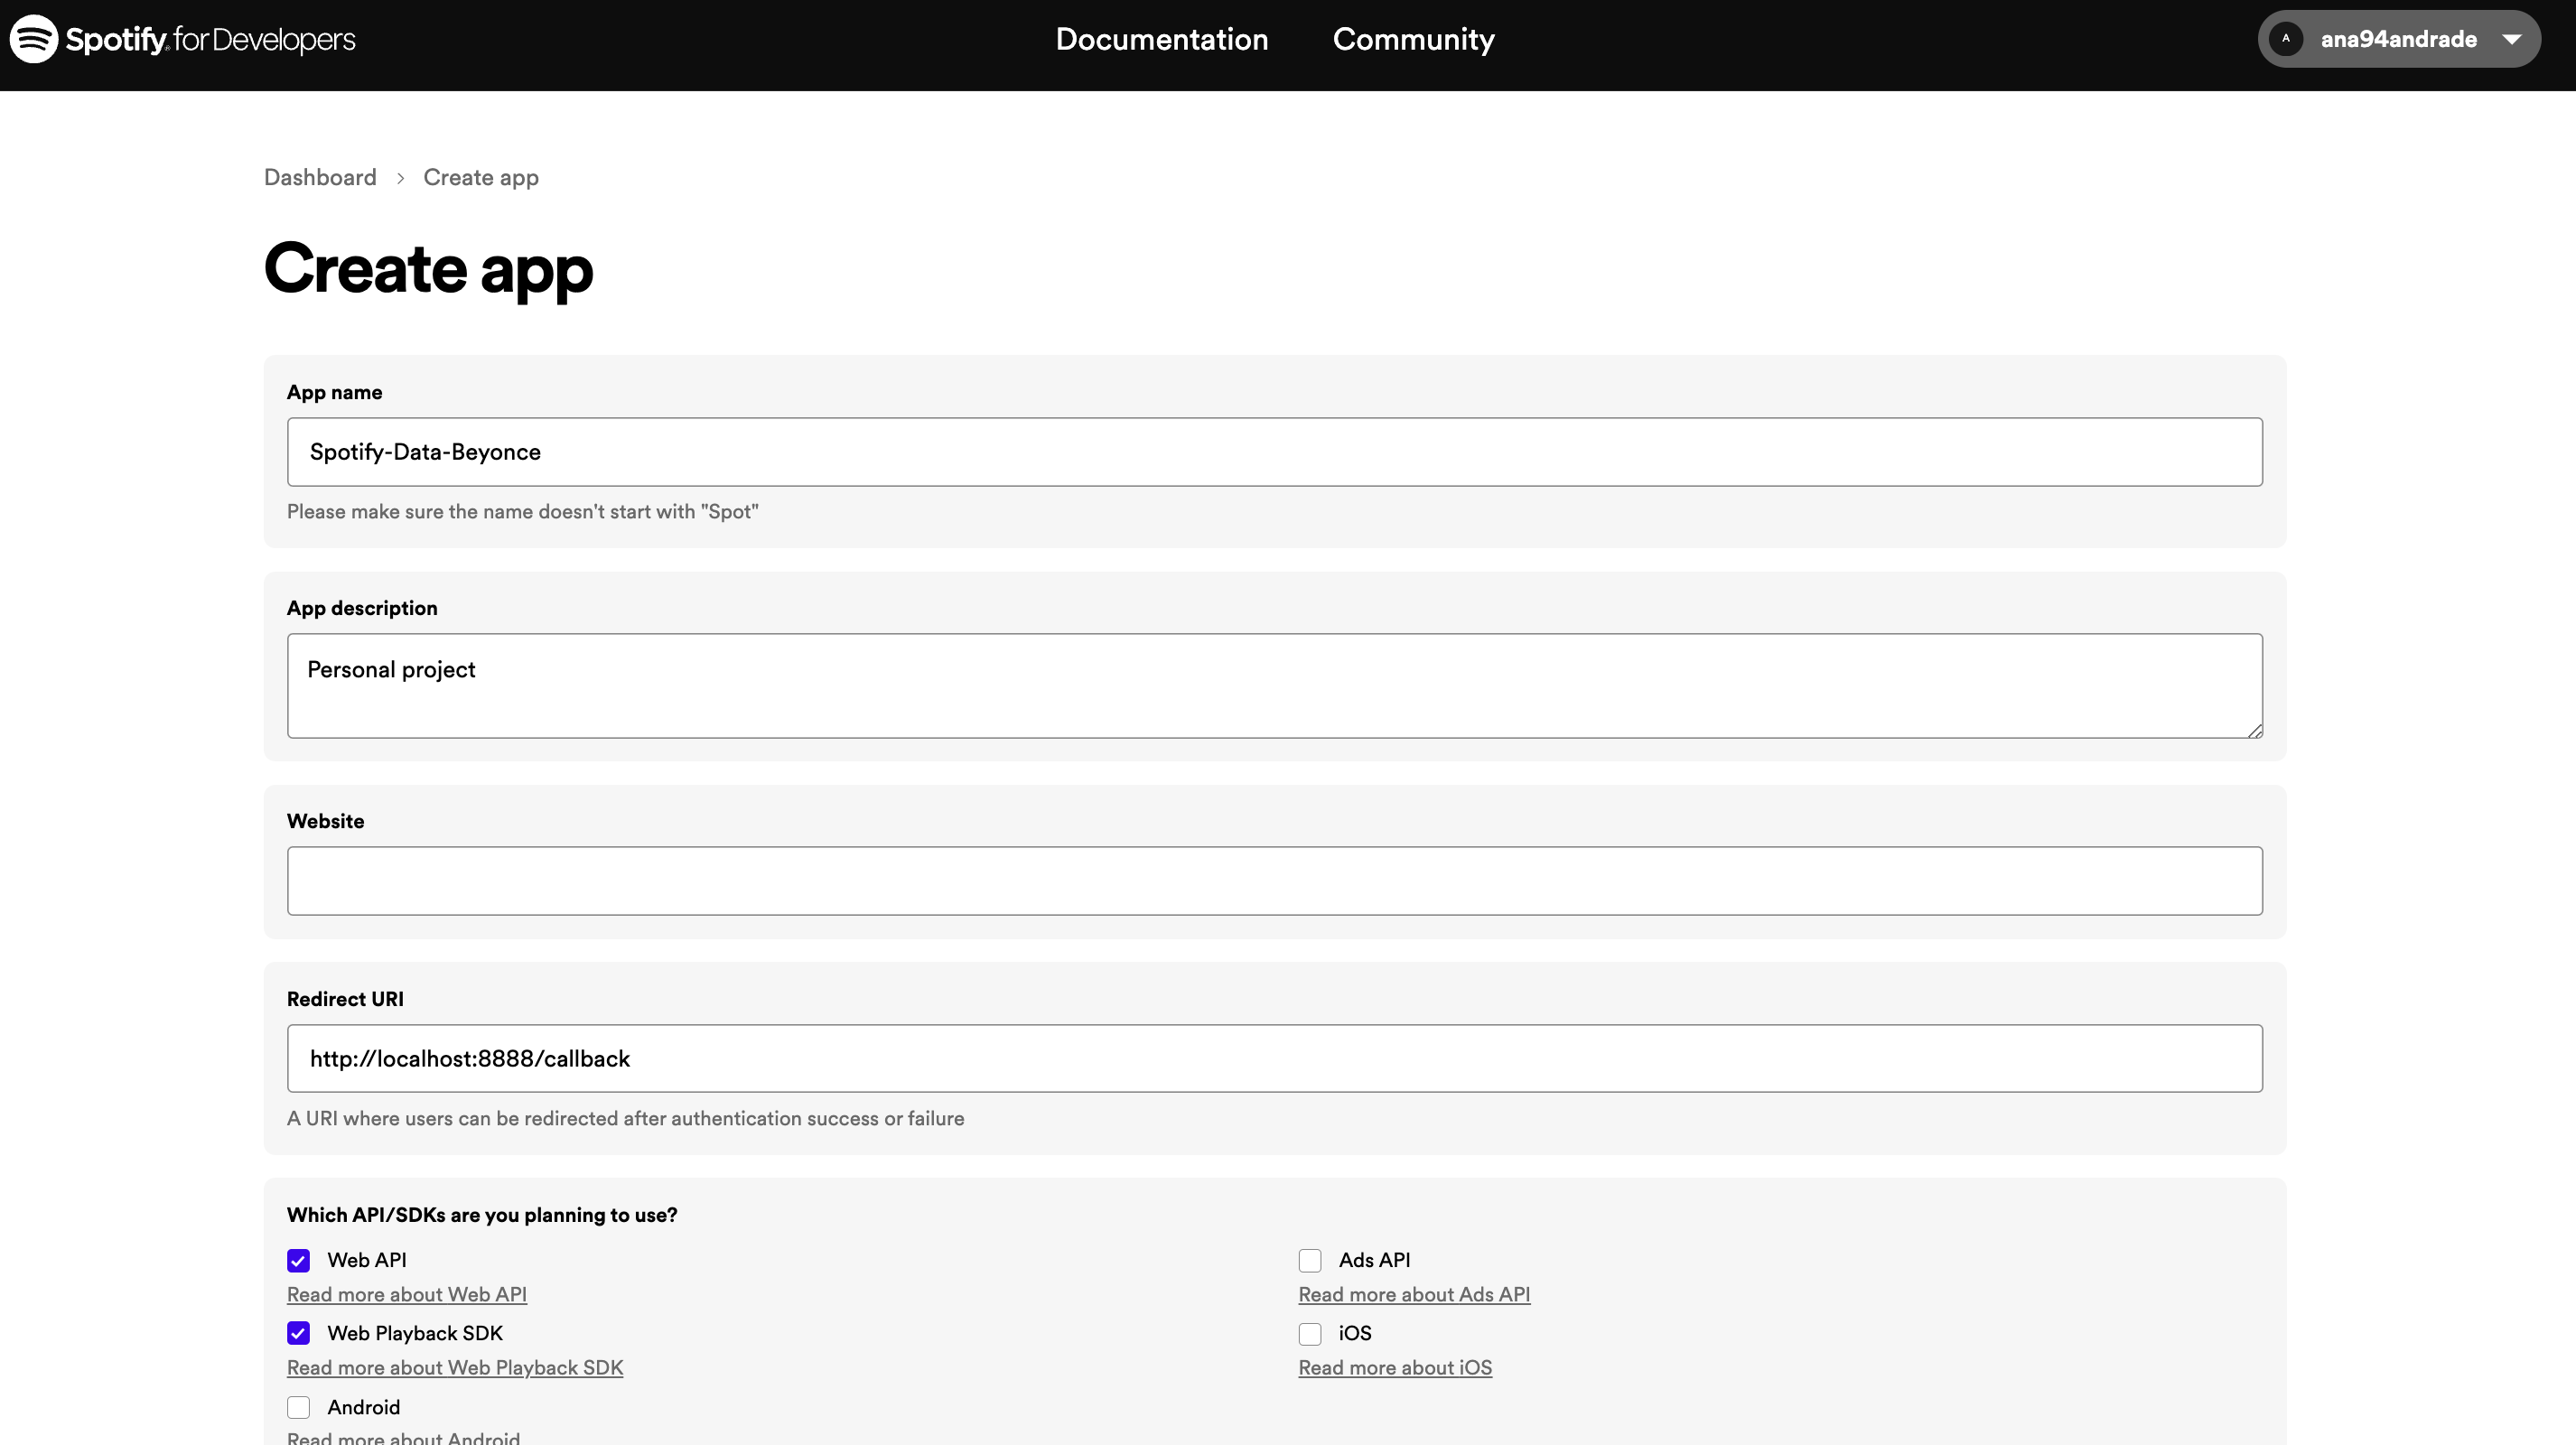 Spotify for Developers
Documentation
Community
A
ana94andrade
Dashboard > Create app
Create app
App name
Spotify-Data-Beyonce
Please make sure the name doesn't start with "Spot"
App description
Personal project
Website
Redirect URI
http://localhost:8888/callback
A URI where users can be redirected after authentication success or failure
Which API/SDKs are you planning to use?
Web API
Read more about Web API
Web Playback SDK
Read more about Web Playback SDK
Android
Read more about Android
Ads API
Read more about Ads API
iOS
Read more about iOS